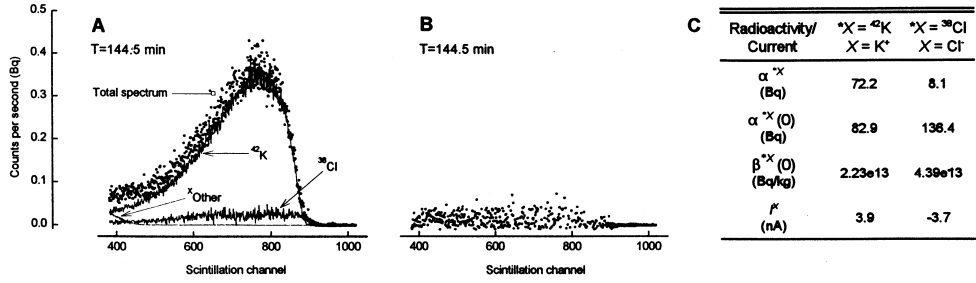 A
T=144.5 min
0.5
0.4
0.3
0.2
0.1
0.0
Counts per second (Bq)
Total spectrum
⁴²K
³⁸Cl
ˣOther
400 600 800 1000
Scintillation channel
B
T=144.5 min
400 600 800 1000
Scintillation channel
C
Radioactivity/ *X = ⁴²K *X = ³⁸Cl
Current X = K⁺ X = Cl⁻
α *X 72.2 8.1
(Bq)
α *X (0) 82.9 136.4
(Bq)
β *X (0) 2.23e13 4.39e13
(Bq/kg)
Iˣ 3.9 -3.7
(nA)